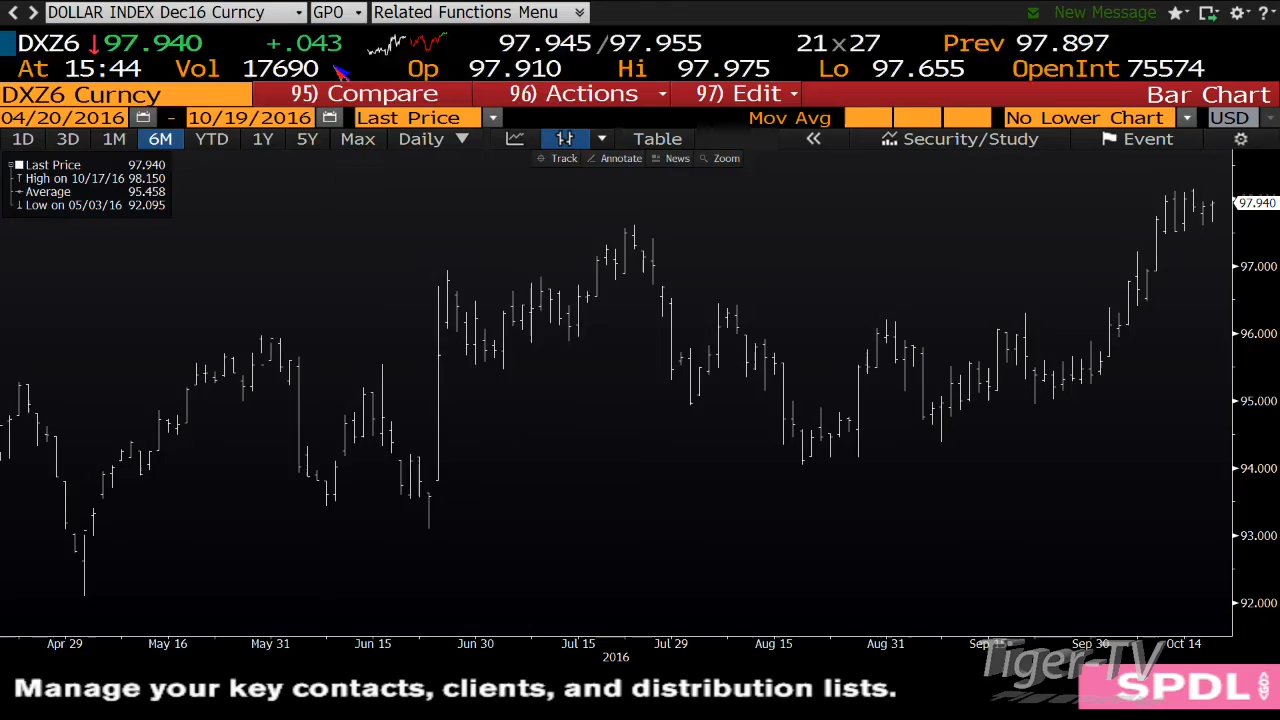 DOLLAR INDEX Dec16 Curncy GPO Related Functions Menu New Message ?
DXZ6 97.940 +.043 97.945/97.955 21x27 Prev 97.897
At 15:44 Vol 17690 Op 97.910 Hi 97.975 Lo 97.655 OpenInt 75574
DXZ6 Curncy 95) Compare 96) Actions 97) Edit Bar Chart
04/20/2016 - 10/19/2016 Last Price Mov Avg No Lower Chart USD
1D 3D 1M 6M YTD 1Y 5Y Max Daily Table Security/Study Event
Track Annotate News Zoom
Last Price 97.940
High on 10/17/16 98.150
Average 95.458
Low on 05/03/16 92.095
97.940
97.000
96.000
95.000
94.000
93.000
92.000
Apr 29 May 16 May 31 Jun 15 Jun 30 Jul 15 Jul 29 Aug 15 Aug 31 Sep 15 Sep 30 Oct 14
2016
Tiger-TV
Manage your key contacts, clients, and distribution lists. SPDL